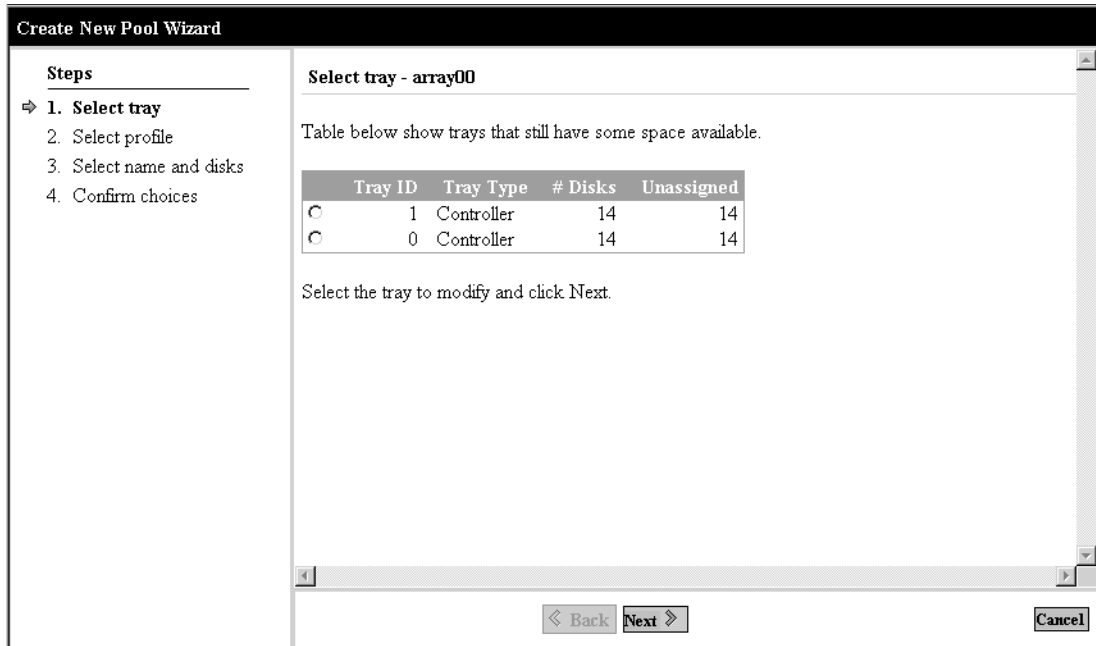 Create New Pool Wizard
Steps
1. Select tray
2. Select profile
3. Select name and disks
4. Confirm choices
Select tray - array00
Table below show trays that still have some space available.
Tray ID Tray Type # Disks Unassigned
1 Controller 14 14
0 Controller 14 14
Select the tray to modify and click Next.
Back Next Cancel